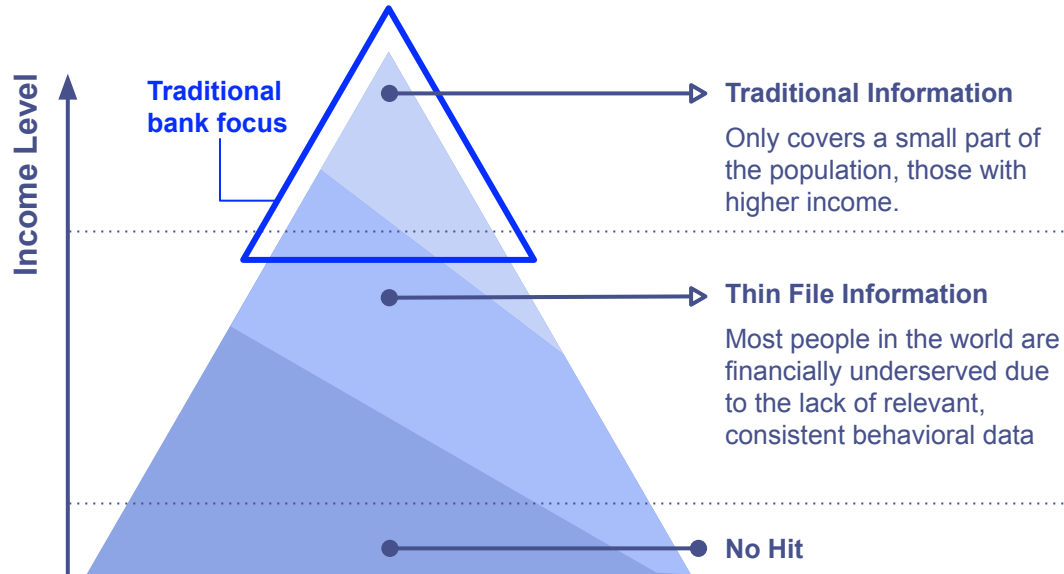 Income Level
Traditional
bank focus
Traditional Information
Only covers a small part of
the population, those with
higher income.
Thin File Information
Most people in the world are
financially underserved due
to the lack of relevant,
consistent behavioral data
No Hit